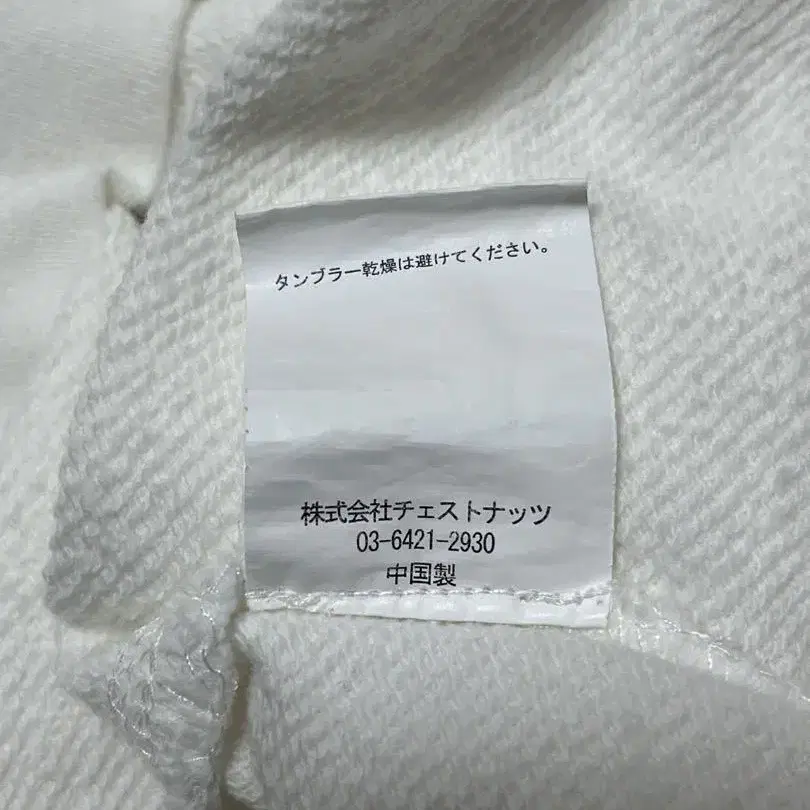 タンブラー乾燥は避けてください。
株式会社チェストナッツ
03-6421-2930
中国製